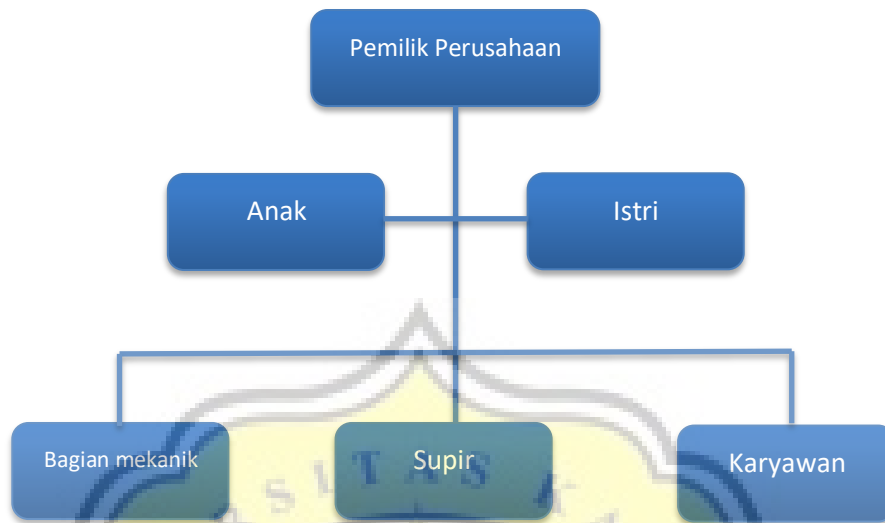 Pemilik Perusahaan
Anak
Istri
Bagian mekanik
Supir
Karyawan